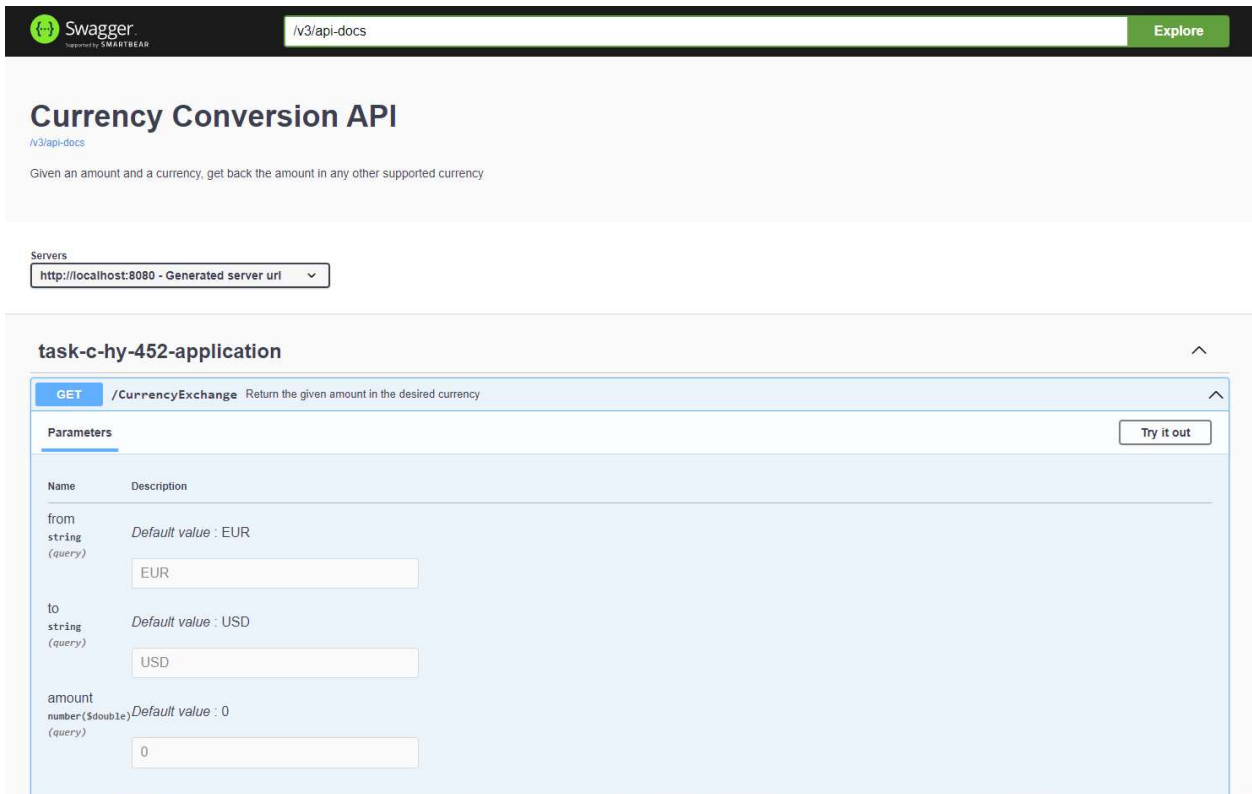 Swagger.
Supported by SMARTBEAR
/v3/api-docs
Explore
Currency Conversion API
/v3/api-docs
Given an amount and a currency, get back the amount in any other supported currency
Servers
http://localhost:8080 - Generated server url
task-c-hy-452-application
GET /CurrencyExchange Return the given amount in the desired currency
Parameters
Try it out
Name Description
from
string
(query)
Default value : EUR
EUR
to
string
(query)
Default value : USD
USD
amount
number($double)
(query)
Default value : 0
0